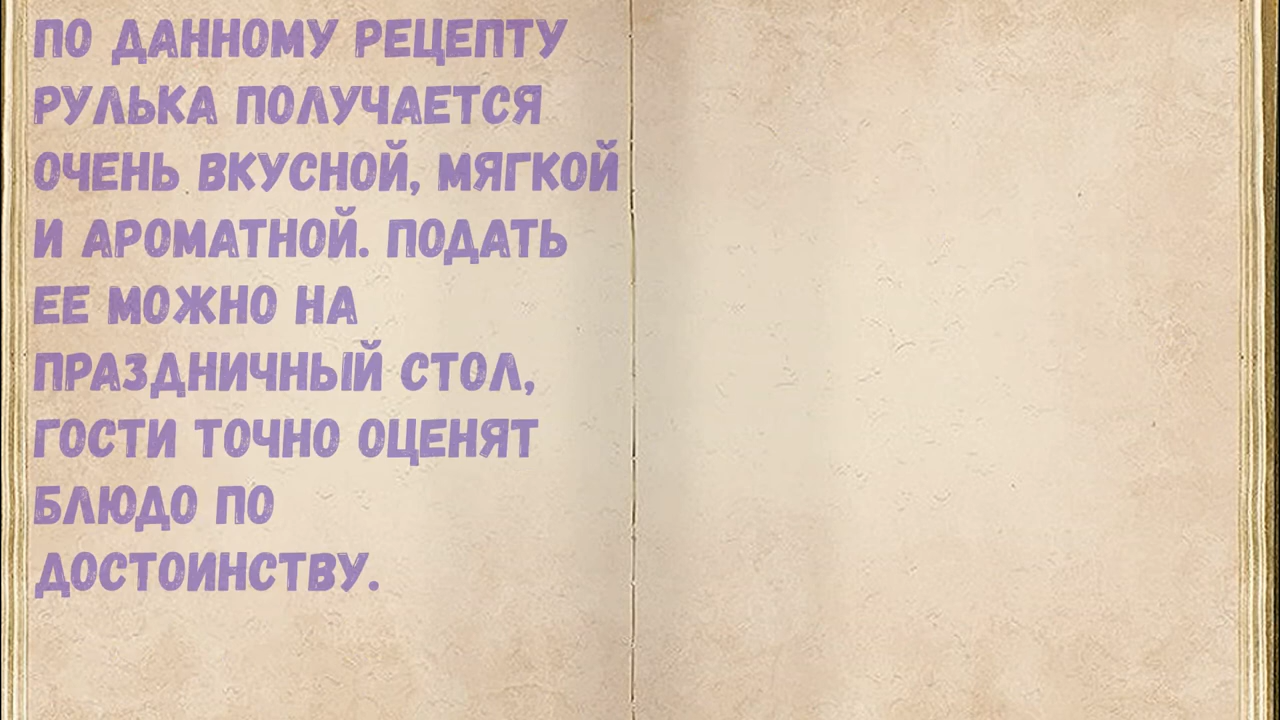 ПО ДАННОМУ РЕЦЕПТУ
РУЛЬКА ПОЛУЧАЕТСЯ
ОЧЕНЬ ВКУСНОЙ, МЯГКОЙ
И АРОМАТНОЙ. ПОДАТЬ
ЕЕ МОЖНО НА
ПРАЗДНИЧНЫЙ СТОЛ,
ГОСТИ ТОЧНО ОЦЕНЯТ
БЛЮДО ПО
ДОСТОИНСТВУ.